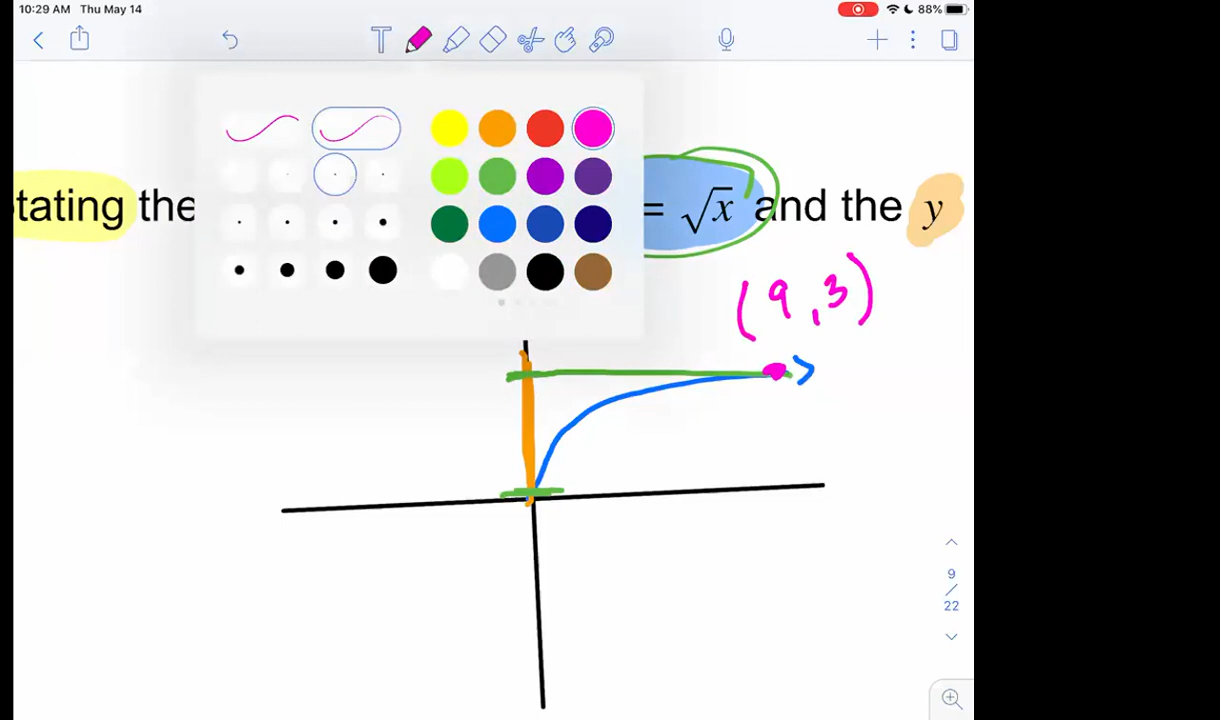 10:29 AM Thu May 14
88%
T
tating the = √x and the y
(9,3)
9
/
22